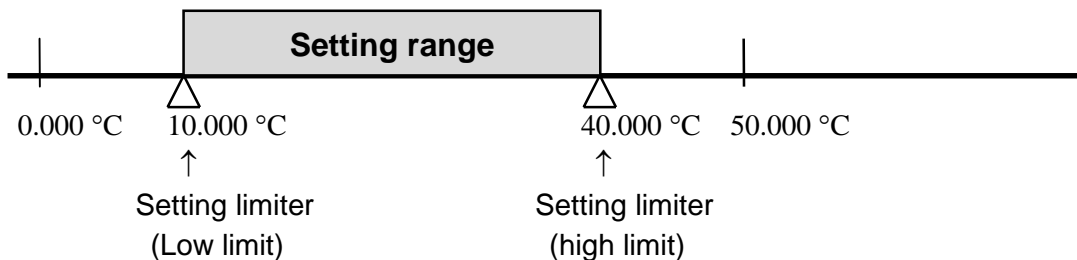 Setting range
0.000 °C 10.000 °C 40.000 °C 50.000 °C
↑ ↑
Setting limiter Setting limiter
(Low limit) (high limit)